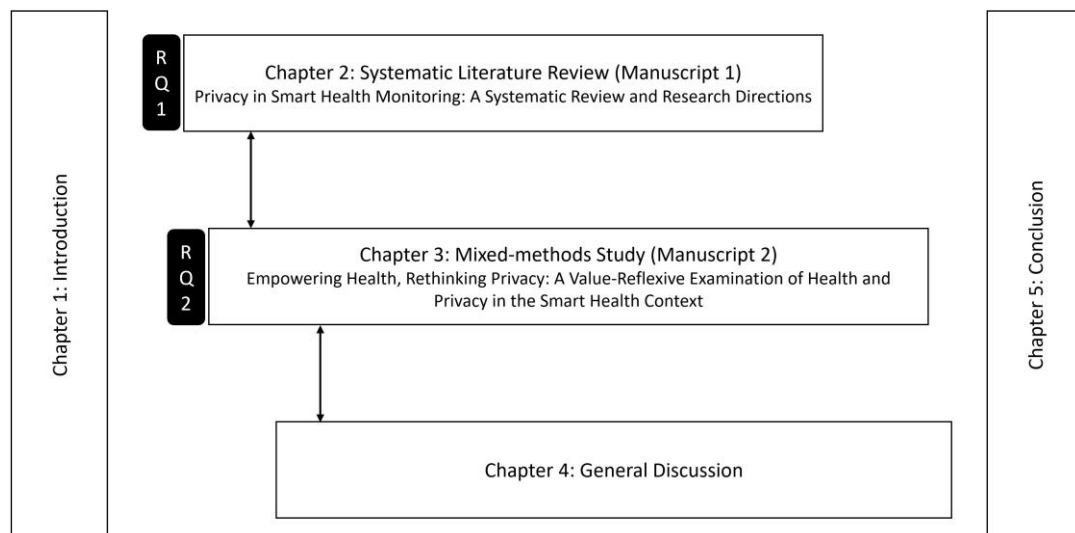 Chapter 1: Introduction
R
Q
1
Chapter 2: Systematic Literature Review (Manuscript 1)
Privacy in Smart Health Monitoring: A Systematic Review and Research Directions
R
Q
2
Chapter 3: Mixed-methods Study (Manuscript 2)
Empowering Health, Rethinking Privacy: A Value-Reflexive Examination of Health and
Privacy in the Smart Health Context
Chapter 4: General Discussion
Chapter 5: Conclusion